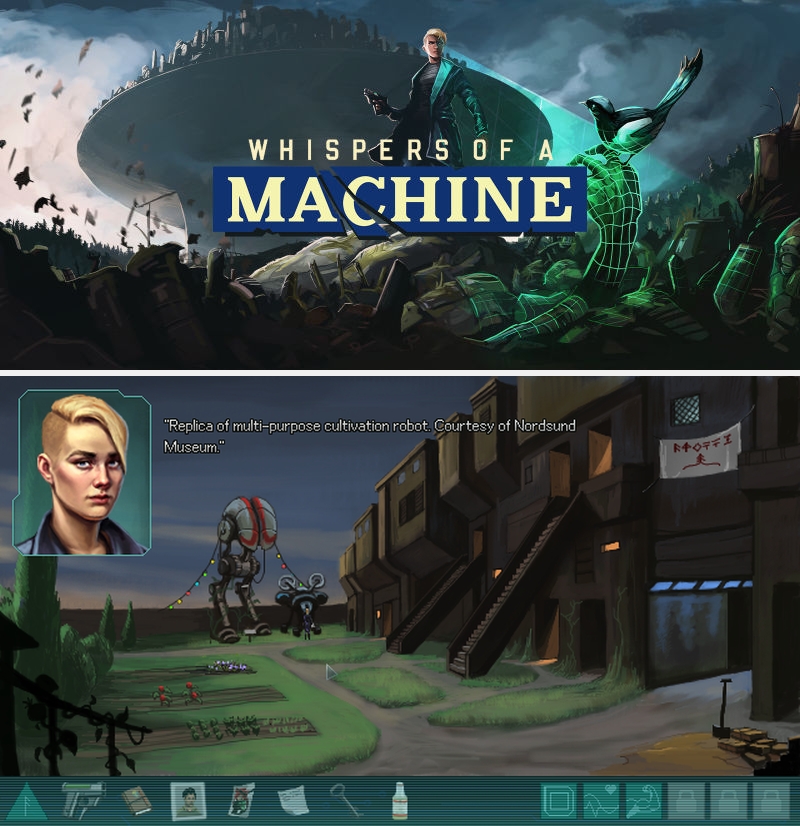 WHISPERS OF A
MACHINE
"Replica of multi-purpose cultivation robot. Courtesy of Nordsund
Museum."